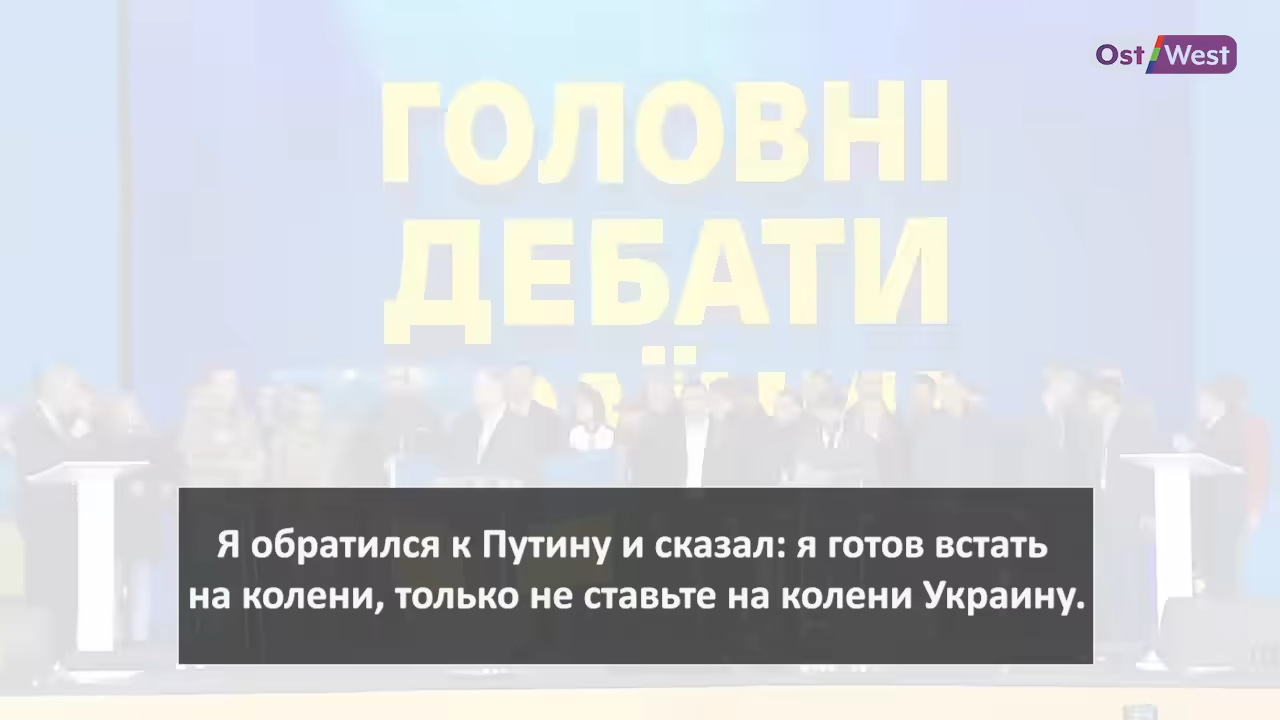 Ost West
ГОЛОВНІ
ДЕБАТИ
Я обратился к Путину и сказал: я готов встать
на колени, только не ставьте на колени Украину.